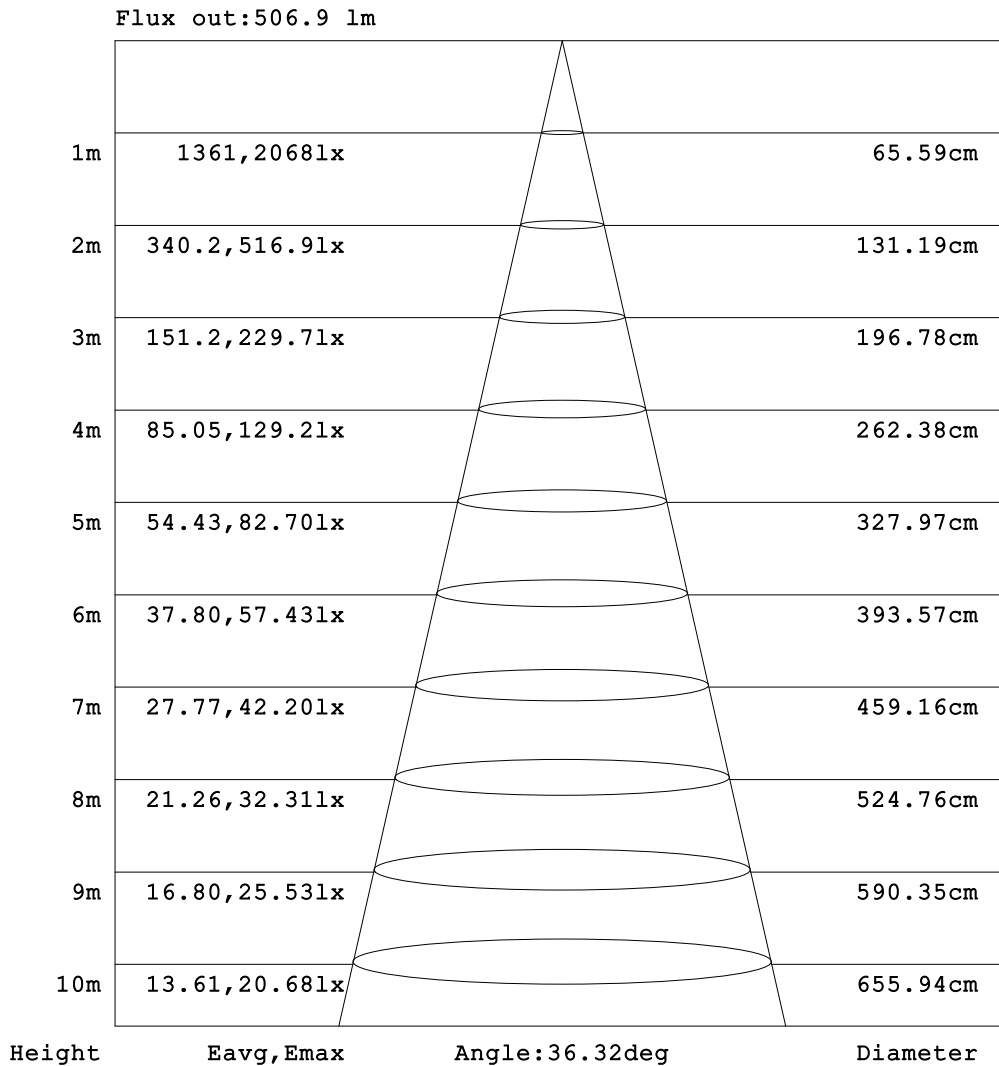 Flux out:506.9 lm
1m 1361,2068lx 65.59cm
2m 340.2,516.9lx 131.19cm
3m 151.2,229.7lx 196.78cm
4m 85.05,129.2lx 262.38cm
5m 54.43,82.70lx 327.97cm
6m 37.80,57.43lx 393.57cm
7m 27.77,42.20lx 459.16cm
8m 21.26,32.31lx 524.76cm
9m 16.80,25.53lx 590.35cm
10m 13.61,20.68lx 655.94cm
Height Eavg,Emax Angle:36.32deg Diameter